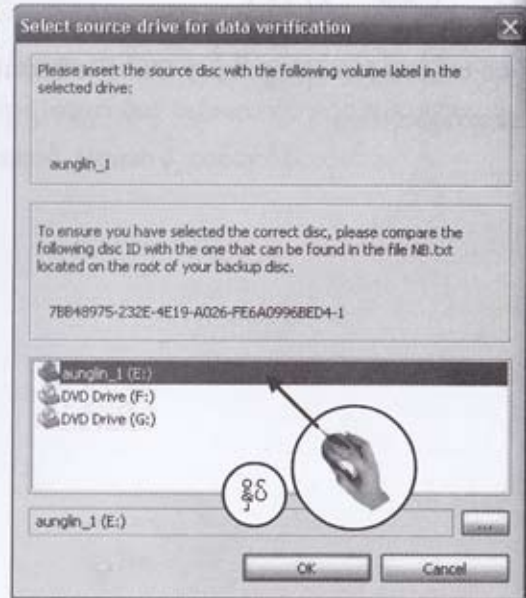 Select source drive for data verification
Please insert the source disc with the following volume label in the
selected drive:
aunglin_1
To ensure you have selected the correct disc, please compare the
following disc ID with the one that can be found in the file NB.txt
located on the root of your backup disc.
7BB48975-232E-4E19-A026-FE6A0996BED4-1
aunglin_1 (E:)
DVD Drive (F:)
DVD Drive (G:)
နှိပ်
aunglin_1 (E:)
...
OK
Cancel